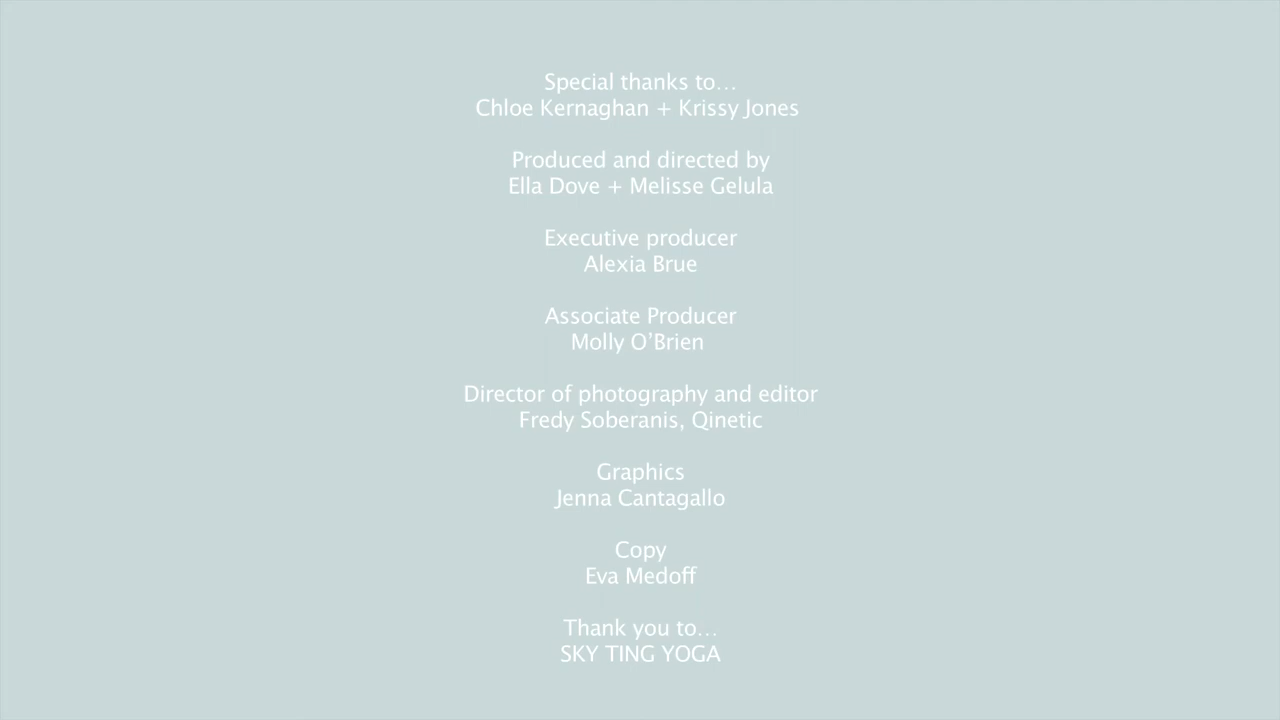 Special thanks to…
Chloe Kernaghan + Krissy Jones
Produced and directed by
Ella Dove + Melisse Gelula
Executive producer
Alexia Brue
Associate Producer
Molly O’Brien
Director of photography and editor
Fredy Soberanis, Qinetic
Graphics
Jenna Cantagallo
Copy
Eva Medoff
Thank you to…
SKY TING YOGA